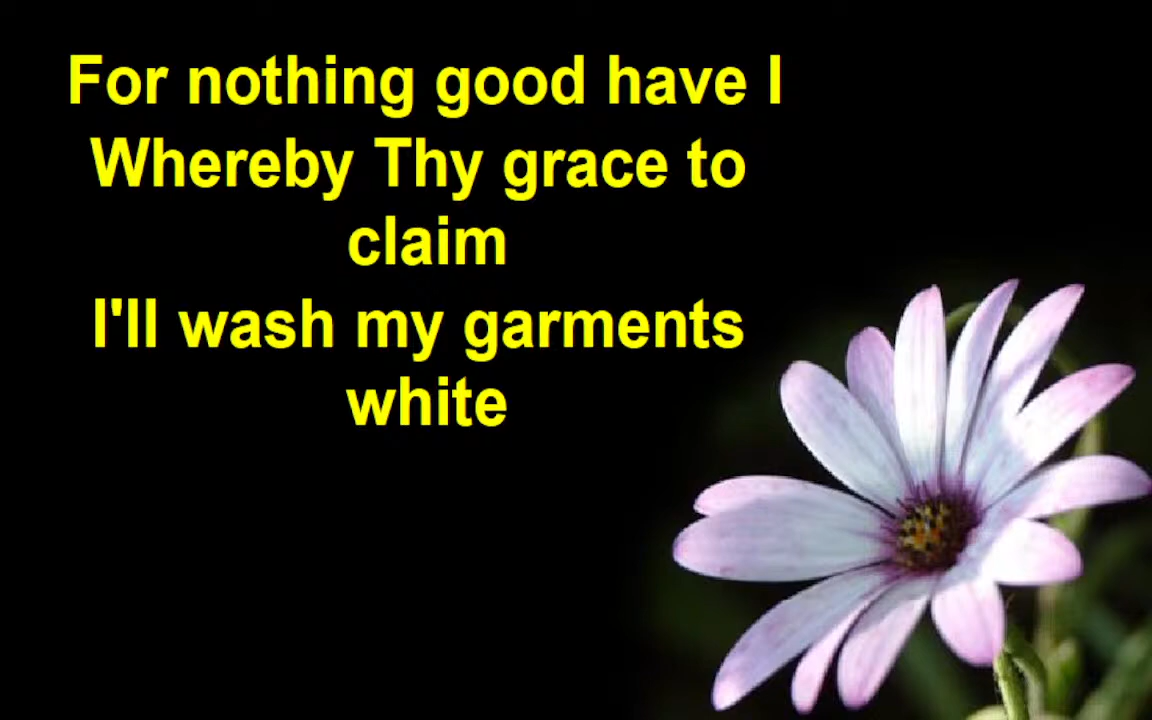 For nothing good have I
Whereby Thy grace to
claim
I'll wash my garments
white